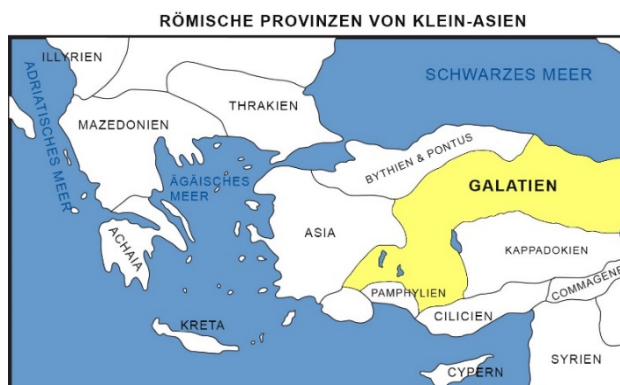 RÖMISCHE PROVINZEN VON KLEIN-ASIEN
ILLYRIEN
ADRIATISCHES MEER
SCHWARZES MEER
THRAKIEN
MAZEDONIEN
BYTHIEN & PONTUS
ÄGÄISCHES
MEER
GALATIEN
ASIA
ACHAIA
KAPPADOKIEN
COMMAGENE
PAMPHYLIEN
CILICIEN
KRETA
SYRIEN
CYPERN